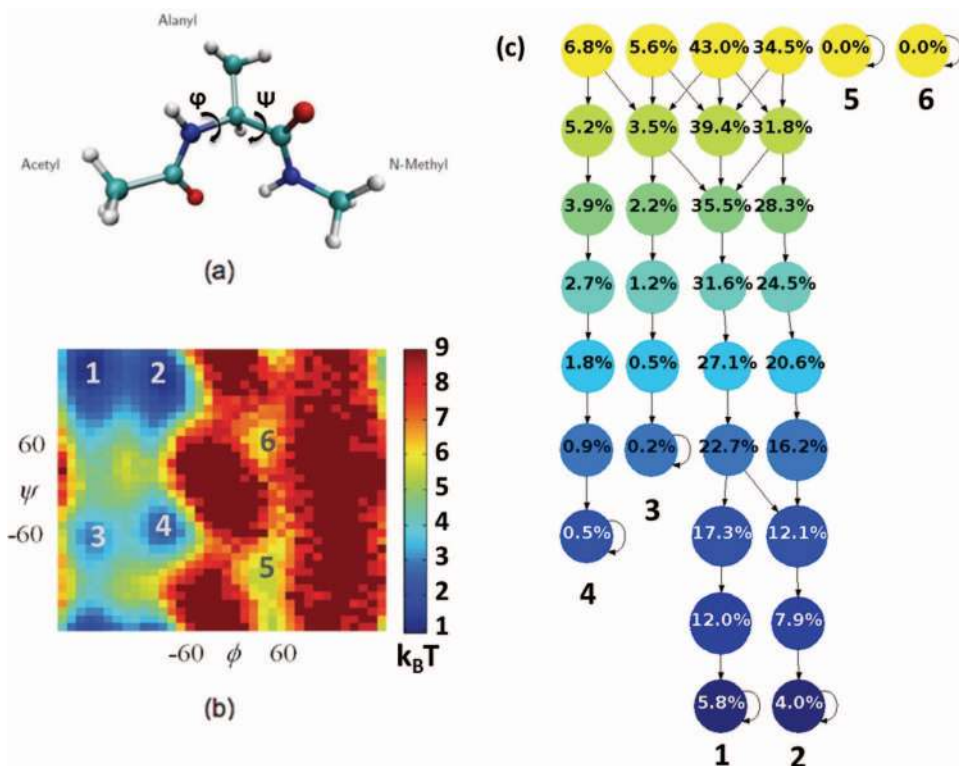 Alanyl
φ
ψ
Acetyl
N-Methyl
(a)
1 2
3 4
5
6
60
ψ
-60
-60 ϕ 60
9
8
7
6
5
4
3
2
1
k_BT
(b)
(c)
6.8% 5.6% 43.0% 34.5% 0.0% 0.0%
5 6
5.2% 3.5% 39.4% 31.8%
3.9% 2.2% 35.5% 28.3%
2.7% 1.2% 31.6% 24.5%
1.8% 0.5% 27.1% 20.6%
0.9% 0.2% 22.7% 16.2%
3
0.5% 17.3% 12.1%
4
12.0% 7.9%
5.8% 4.0%
1 2